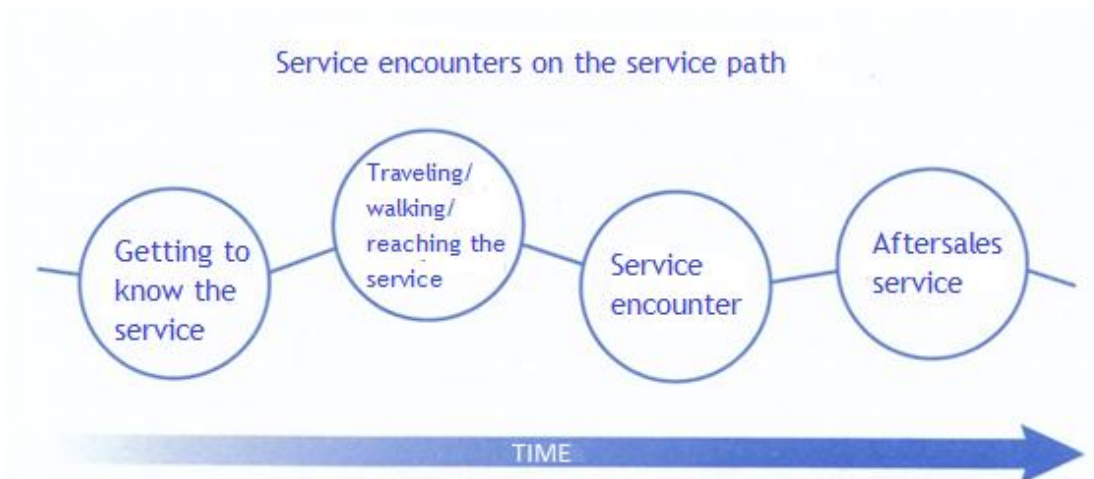 Service encounters on the service path
Getting to
know the
service
Traveling/
walking/
reaching the
service
Service
encounter
Aftersales
service
TIME